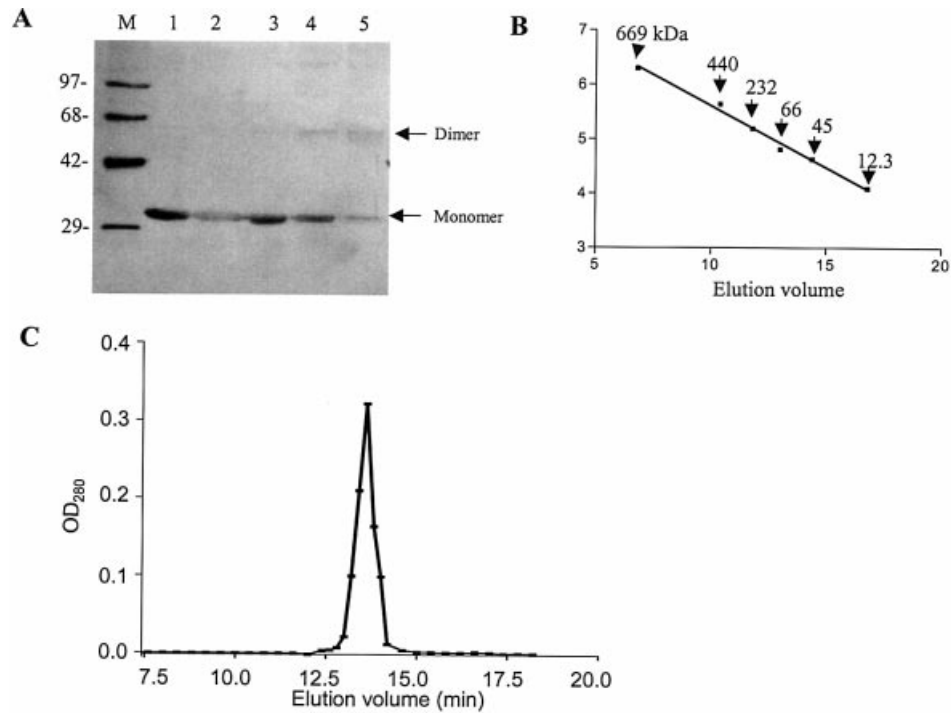 A
M 1 2 3 4 5
97-
68-
42-
29-
Dimer
Monomer
B
7
6
5
4
3
669 kDa
440
232
66
45
12.3
5 10 15 20
Elution volume
C
0.4
0.3
0.2
0.1
0.0
OD280
7.5 10.0 12.5 15.0 17.5 20.0
Elution volume (min)